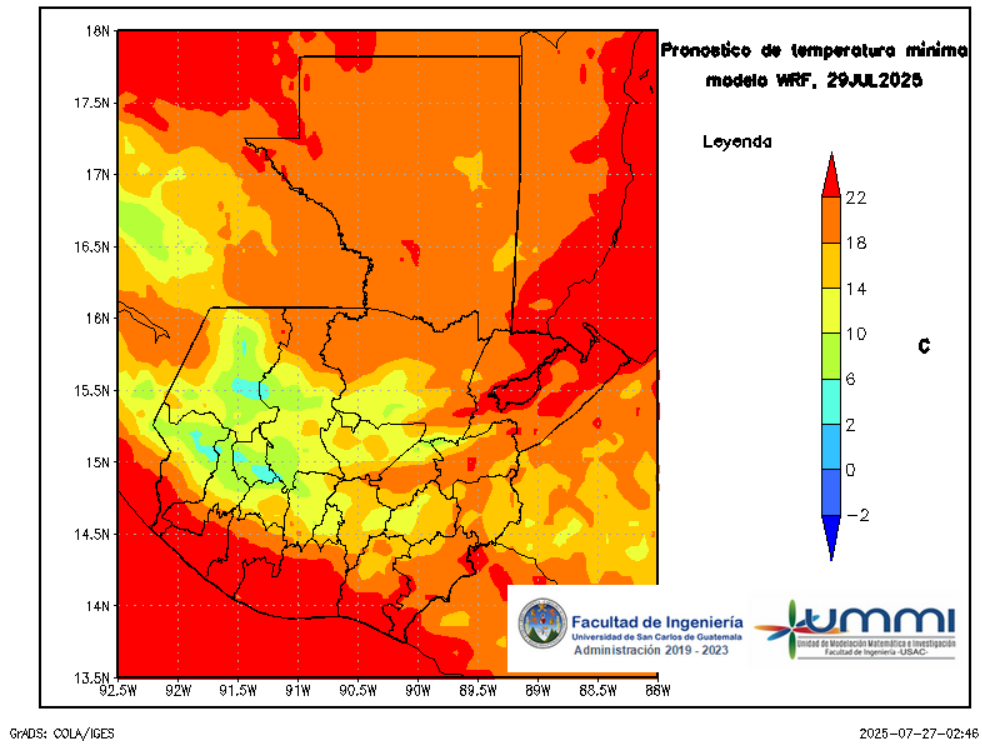 Pronostico de temperatura minima
modelo WRF, 29JUL2025
Leyenda
22
18
14
10
6
2
0
−2
C
18N
17.5N
17N
16.5N
16N
15.5N
15N
14.5N
14N
13.5N
92.5W 92W 91.5W 91W 90.5W 90W 89.5W 89W 88.5W 88W
Facultad de Ingeniería
Universidad de San Carlos de Guatemala
Administración 2019 - 2023
ummi
Unidad de Modelación Matemática e Investigación
Facultad de Ingeniería -USAC-
GrADS: COLA/IGES
2025-07-27-02:46